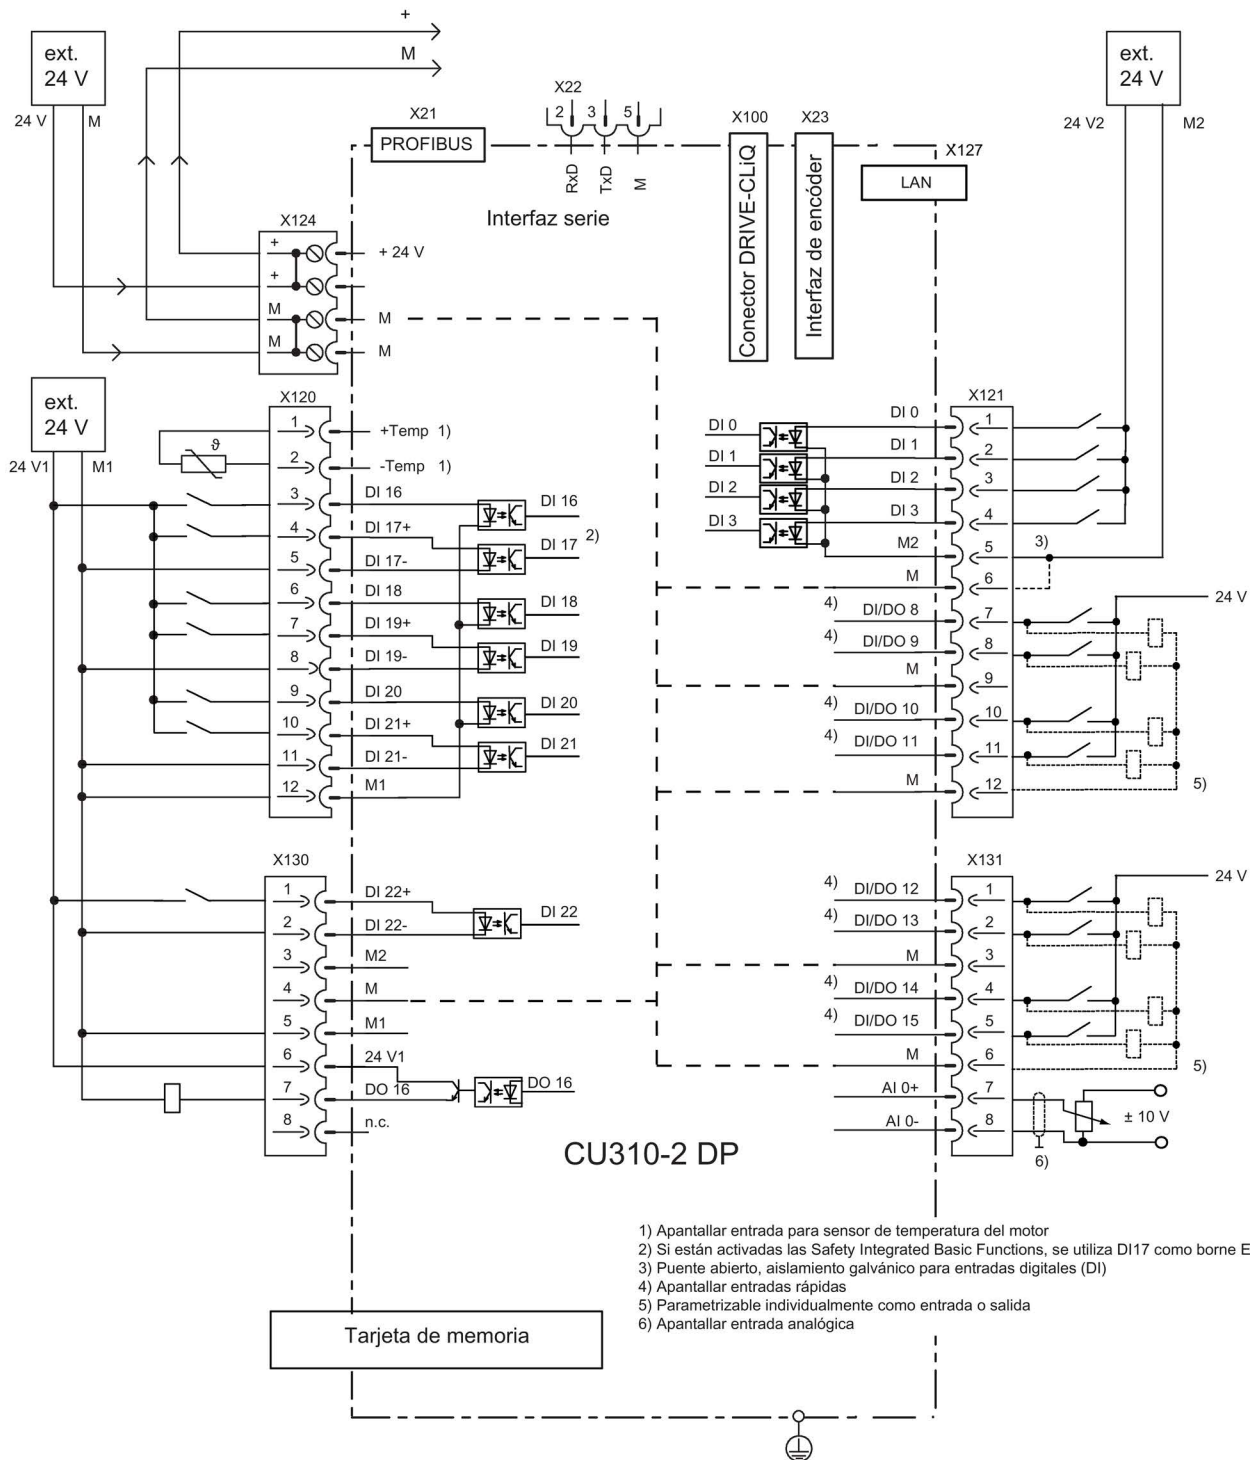 +
M
ext.
24 V
24 V
M
ext.
24 V
24 V2
M2
X22
2 3 5
RxD
TxD
M
Interfaz serie
X21
PROFIBUS
X100
Conector DRIVE-CLiQ
X23
Interfaz de encóder
X127
LAN
X124
+
+ 24 V
+
M
M
M
M
ext.
24 V
24 V1
M1
X120
1 +Temp 1)
2 -Temp 1)
3 DI 16 DI 16
4 DI 17+ DI 17 2)
5 DI 17-
6 DI 18 DI 18
7 DI 19+ DI 19
8 DI 19-
9 DI 20 DI 20
10 DI 21+ DI 21
11 DI 21-
12 M1
X121
DI 0 DI 0 1
DI 1 DI 1 2
DI 2 DI 2 3
DI 3 DI 3 4
M2 5 3)
M 6
24 V
4) DI/DO 8 7
4) DI/DO 9 8
M 9
4) DI/DO 10 10
4) DI/DO 11 11
M 12 5)
X130
1 DI 22+ DI 22
2 DI 22-
3 M2
4 M
5 M1
6 24 V1
7 DO 16 DO 16
8 n.c.
X131
24 V
4) DI/DO 12 1
4) DI/DO 13 2
M 3
4) DI/DO 14 4
4) DI/DO 15 5
M 6 5)
AI 0+ 7
± 10 V
AI 0- 8
6)
ϑ
CU310-2 DP
1) Apantallar entrada para sensor de temperatura del motor
2) Si están activadas las Safety Integrated Basic Functions, se utiliza DI17 como borne E
3) Puente abierto, aislamiento galvánico para entradas digitales (DI)
4) Apantallar entradas rápidas
5) Parametrizable individualmente como entrada o salida
6) Apantallar entrada analógica
Tarjeta de memoria